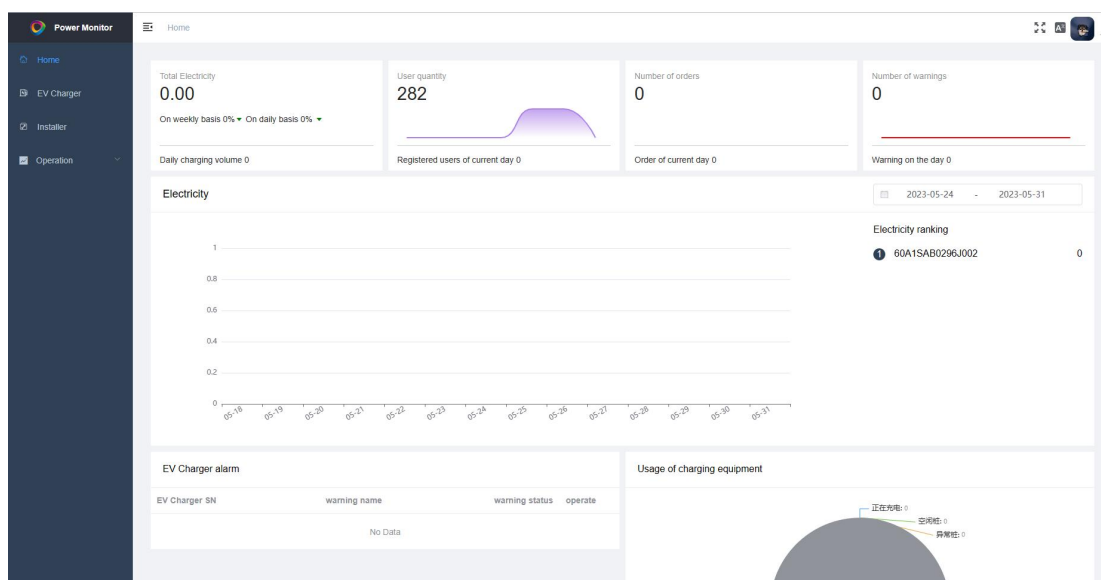 Power Monitor
Home
Home
EV Charger
Installer
Operation
Total Electricity
0.00
On weekly basis 0% On daily basis 0%
Daily charging volume 0
User quantity
282
Registered users of current day 0
Number of orders
0
Order of current day 0
Number of warnings
0
Warning on the day 0
Electricity
2023-05-24 - 2023-05-31
1
0.8
0.6
0.4
0.2
0
05-18 05-19 05-20 05-21 05-22 05-23 05-24 05-25 05-26 05-27 05-28 05-29 05-30 05-31
Electricity ranking
1 60A1SAB0296J002 0
EV Charger alarm
EV Charger SN warning name warning status operate
No Data
Usage of charging equipment
正在充电: 0
空闲桩: 0
异常桩: 0